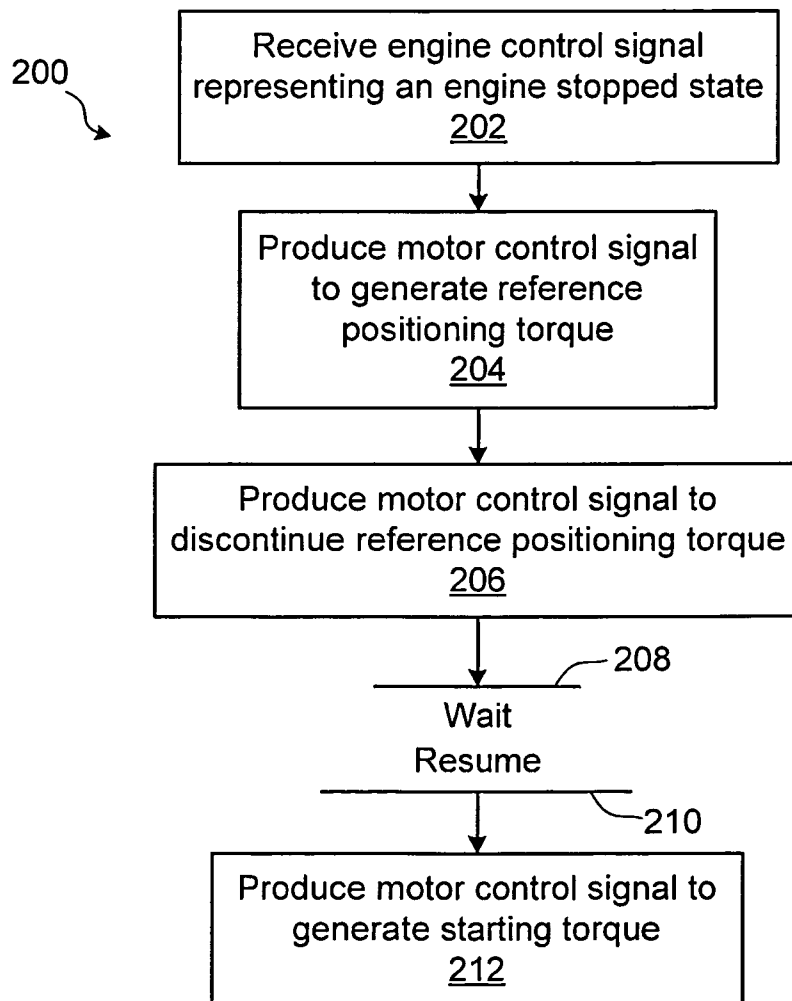 200
Receive engine control signal
representing an engine stopped state
202
Produce motor control signal
to generate reference
positioning torque
204
Produce motor control signal to
discontinue reference positioning torque
206
208
Wait
Resume
210
Produce motor control signal to
generate starting torque
212